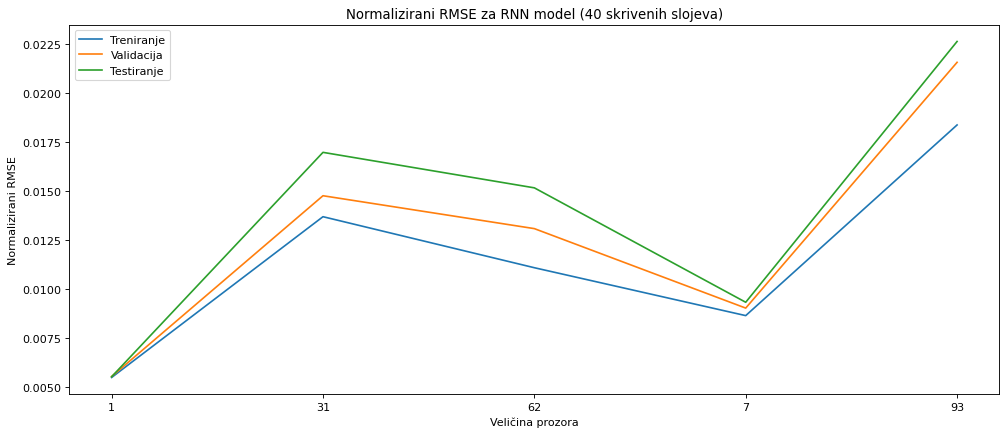 Normalizirani RMSE za RNN model (40 skrivenih slojeva)
Treniranje
Validacija
Testiranje
Normalizirani RMSE
0.0225
0.0200
0.0175
0.0150
0.0125
0.0100
0.0075
0.0050
1 31 62 7 93
Veličina prozora